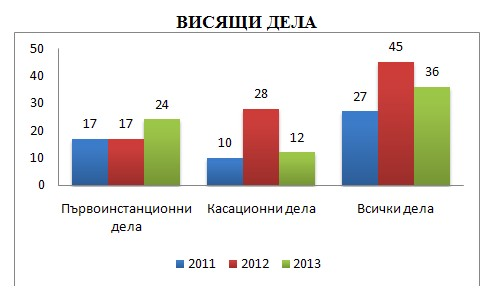 ВИСЯЩИ ДЕЛА
50
40
30
20
10
0
17 17 24
10 28 12
27 45 36
Първоинстанционни
дела
Касационни дела
Всички дела
2011 2012 2013